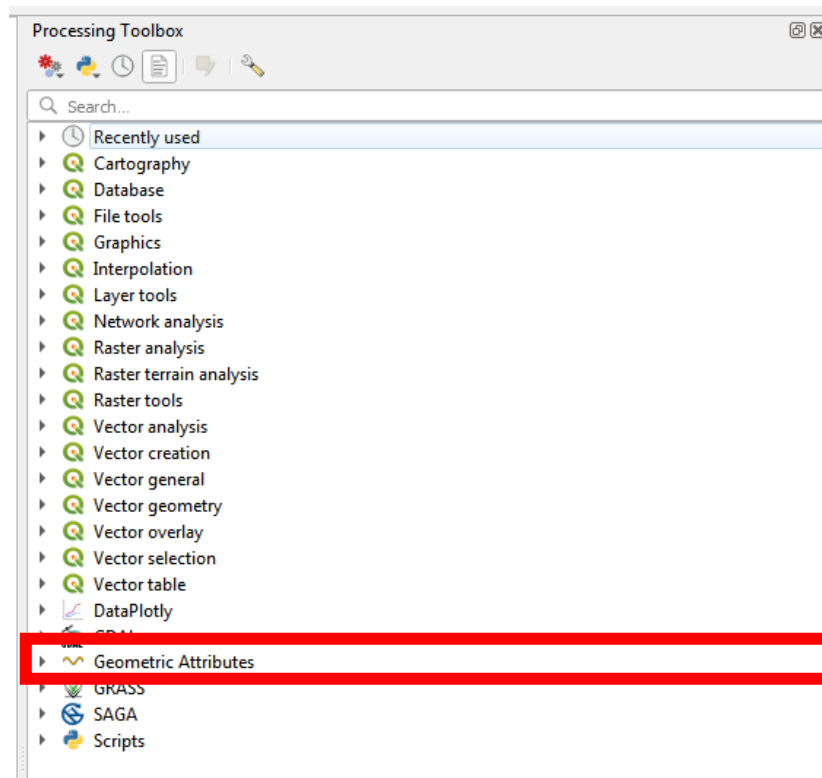 Processing Toolbox
Search...
Recently used
Cartography
Database
File tools
Graphics
Interpolation
Layer tools
Network analysis
Raster analysis
Raster terrain analysis
Raster tools
Vector analysis
Vector creation
Vector general
Vector geometry
Vector overlay
Vector selection
Vector table
DataPlotly
Geometric Attributes
GRASS
SAGA
Scripts